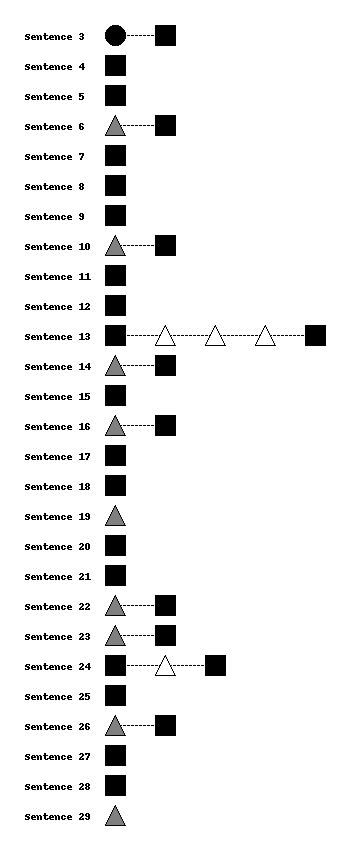 Sentence 3
Sentence 4
Sentence 5
Sentence 6
Sentence 7
Sentence 8
Sentence 9
Sentence 10
Sentence 11
Sentence 12
Sentence 13
Sentence 14
Sentence 15
Sentence 16
Sentence 17
Sentence 18
Sentence 19
Sentence 20
Sentence 21
Sentence 22
Sentence 23
Sentence 24
Sentence 25
Sentence 26
Sentence 27
Sentence 28
Sentence 29